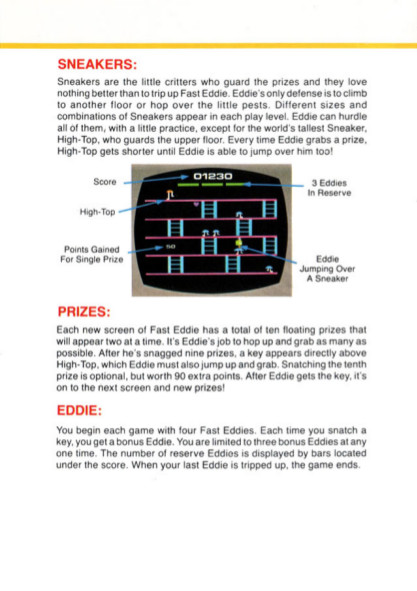 SNEAKERS:
Sneakers are the little critters who guard the prizes and they love
nothing better than to trip up Fast Eddie. Eddie's only defense is to climb
to another floor or hop over the little pests. Different sizes and
combinations of Sneakers appear in each play level. Eddie can hurdle
all of them, with a little practice, except for the world's tallest Sneaker,
High-Top, who guards the upper floor. Every time Eddie grabs a prize,
High-Top gets shorter until Eddie is able to jump over him too!
Score
01230
3 Eddies
In Reserve
High-Top
Points Gained
For Single Prize
50
Eddie
Jumping Over
A Sneaker
PRIZES:
Each new screen of Fast Eddie has a total of ten floating prizes that
will appear two at a time. It's Eddie's job to hop up and grab as many as
possible. After he's snagged nine prizes, a key appears directly above
High-Top, which Eddie must also jump up and grab. Snatching the tenth
prize is optional, but worth 90 extra points. After Eddie gets the key, it's
on to the next screen and new prizes!
EDDIE:
You begin each game with four Fast Eddies. Each time you snatch a
key, you get a bonus Eddie. You are limited to three bonus Eddies at any
one time. The number of reserve Eddies is displayed by bars located
under the score. When your last Eddie is tripped up, the game ends.